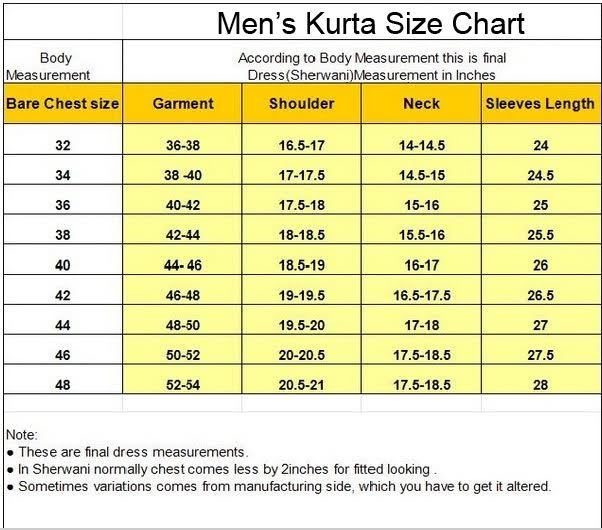 Men's Kurta Size Chart
Body Measurement
According to Body Measurement this is final
Dress(Sherwani)Measurement in Inches
Bare Chest size Garment Shoulder Neck Sleeves Length
32 36-38 16.5-17 14-14.5 24
34 38 -40 17-17.5 14.5-15 24.5
36 40-42 17.5-18 15-16 25
38 42-44 18-18.5 15.5-16 25.5
40 44- 46 18.5-19 16-17 26
42 46-48 19-19.5 16.5-17.5 26.5
44 48-50 19.5-20 17-18 27
46 50-52 20-20.5 17.5-18.5 27.5
48 52-54 20.5-21 17.5-18.5 28
Note:
● These are final dress measurements.
● In Sherwani normally chest comes less by 2inches for fitted looking .
● Sometimes variations comes from manufacturing side, which you have to get it altered.